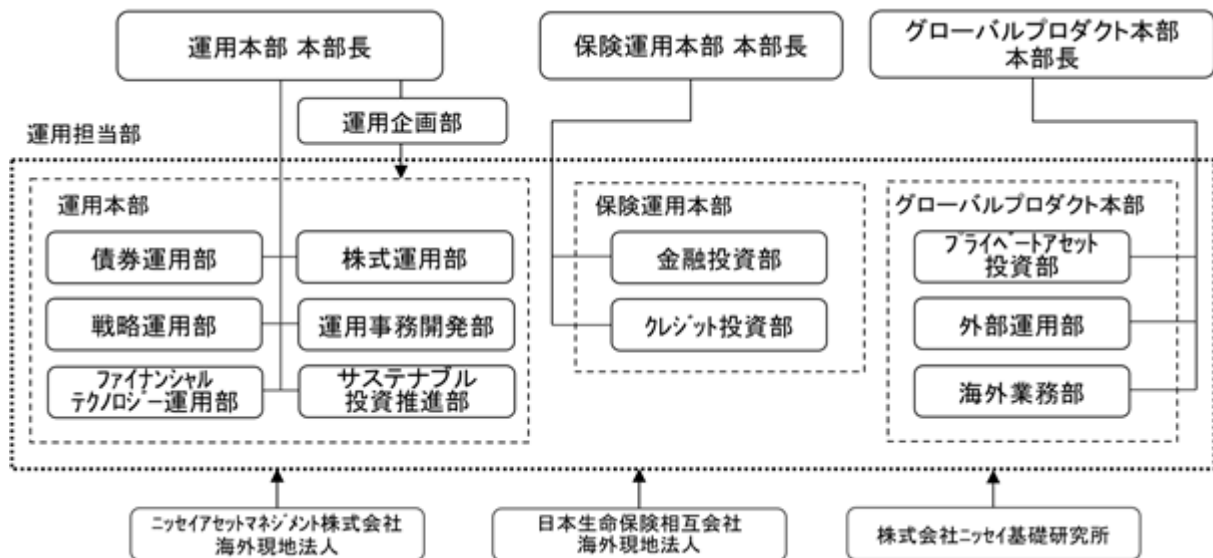 運用本部 本部長
保険運用本部 本部長
グローバルプロダクト本部
本部長
運用企画部
運用担当部
運用本部
債券運用部
株式運用部
戦略運用部
運用事務開発部
ファイナンシャル
テクノロジー運用部
サステナブル
投資推進部
保険運用本部
金融投資部
クレジット投資部
グローバルプロダクト本部
プライベートアセット
投資部
外部運用部
海外業務部
ニッセイアセットマネジメント株式会社
海外現地法人
日本生命保険相互会社
海外現地法人
株式会社ニッセイ基礎研究所